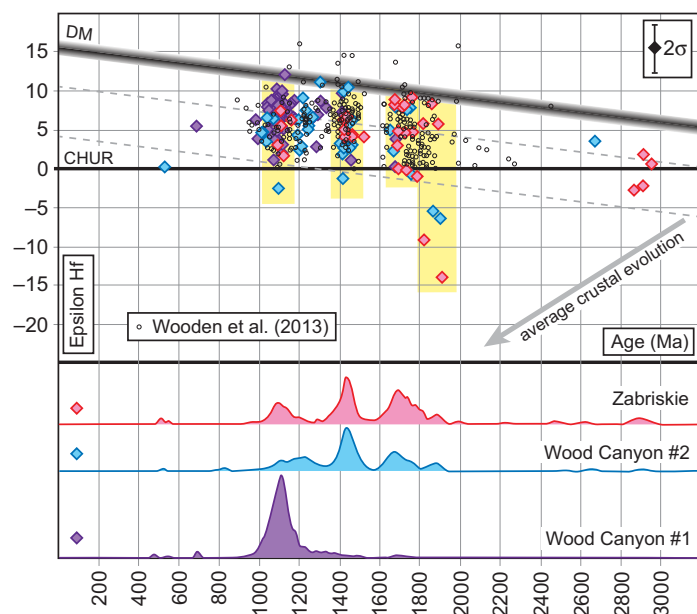 DM
15
10
5
CHUR
0
–5
–10
–15
–20
Epsilon Hf
2σ
average crustal evolution
Wooden et al. (2013)
Age (Ma)
Zabriskie
Wood Canyon #2
Wood Canyon #1
200
400
600
800
1000
1200
1400
1600
1800
2000
2200
2400
2600
2800
3000